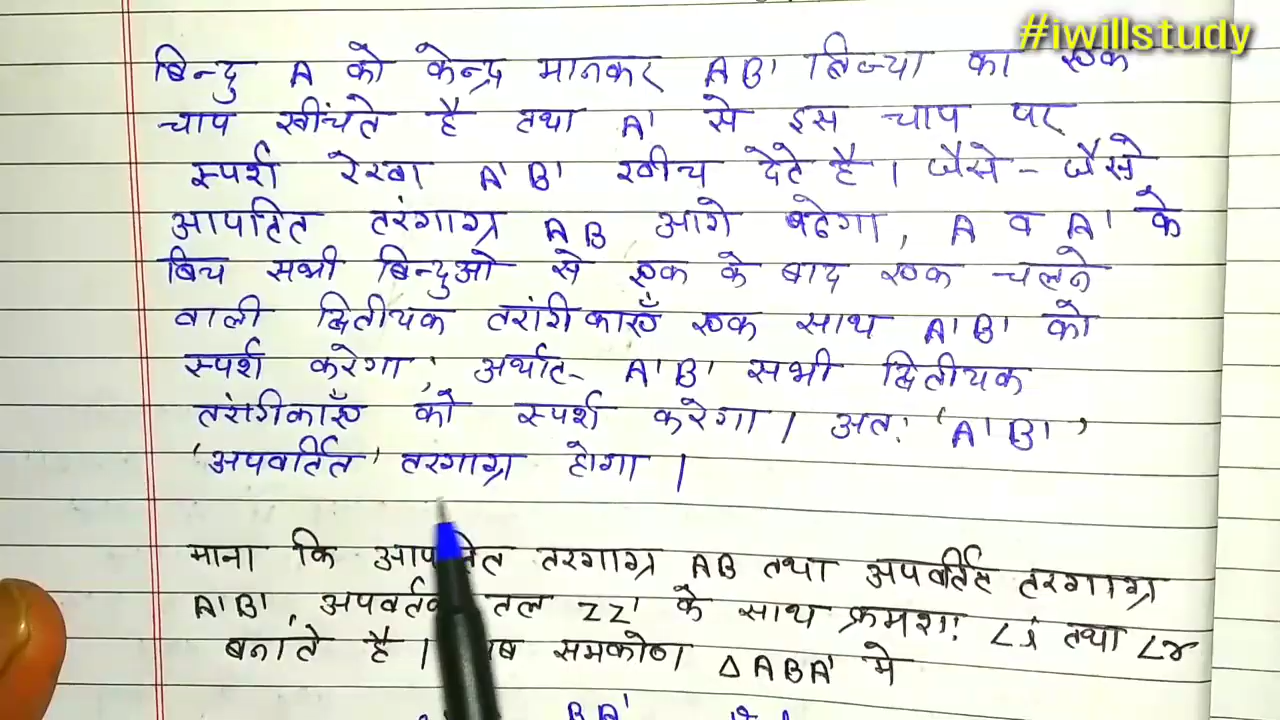 #iwillstudy
बिन्दु A को केन्द्र मानकर AB' त्रिज्या का एक
चाप खींचते है तथा A' से इस चाप पर
स्पर्श रेखा A'B' खीच देते है। जैसे - जैसे
आपतित तरंगाग्र AB आगे बढेगा, A व A' के
बिच सभी बिन्दुओ से एक के बाद एक चलने
वाली द्वितीयक तरांगिकाएँ एक साथ A'B' को
स्पर्श करेगा, अर्थात- A'B' सभी द्वितीयक
तरांगिकाएँ को स्पर्श करेगा। अतः 'A'B''
'अपवर्तित' तरगाग्र होगा।
माना कि तरगाग्र AB तथा अपवर्तित तरगाग्र
A'B', तल ZZ' के साथ क्रमशः ∠i तथा ∠r
बनाते है। समकोण ΔABA' मे
BA'